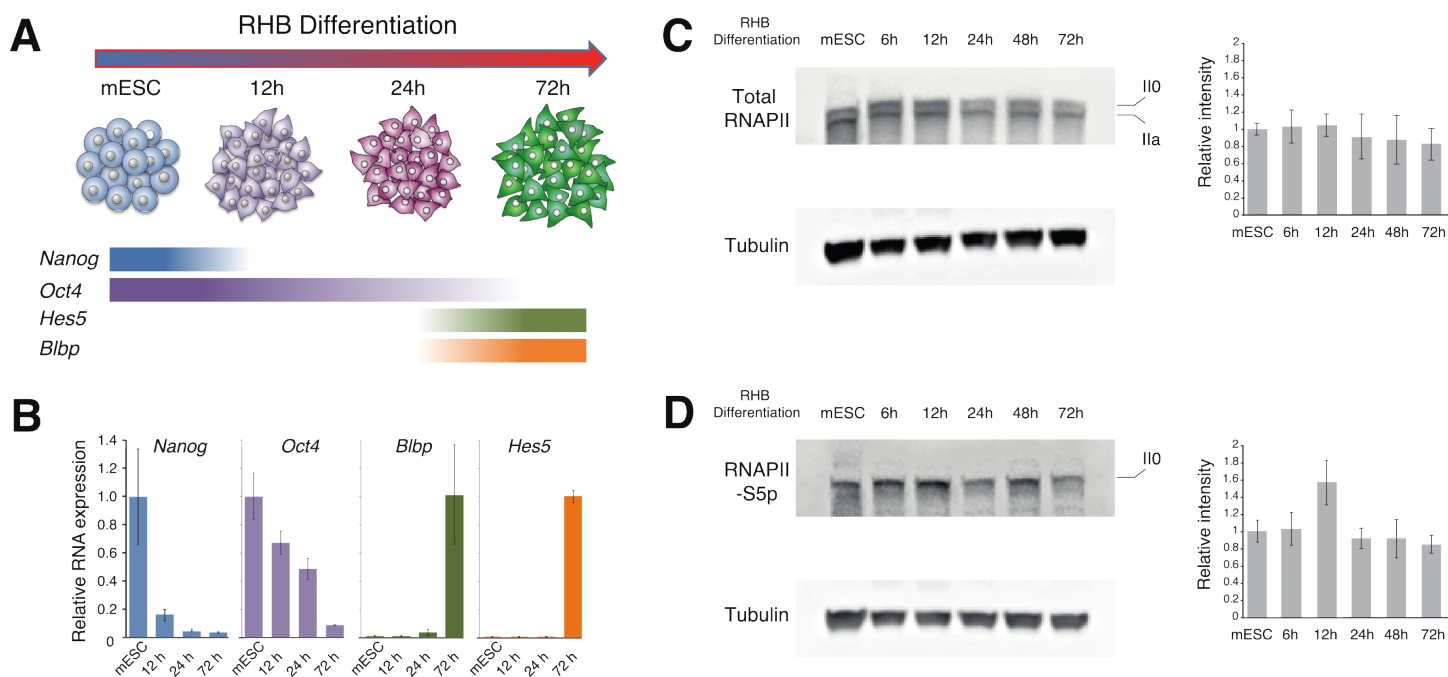 A
RHB Differentiation
mESC 12h 24h 72h
Nanog
Oct4
Hes5
Blbp
B
Relative RNA expression
1.4
1.2
1.0
0.8
0.6
0.4
0.2
0
Nanog Oct4 Blbp Hes5
mESC 12 h 24 h 72 h mESC 12 h 24 h 72 h mESC 12 h 24 h 72 h mESC 12 h 24 h 72 h
C
RHB
Differentiation
mESC 6h 12h 24h 48h 72h
Total
RNAPII
II0
IIa
Tubulin
Relative intensity
2
1.8
1.6
1.4
1.2
1
0.8
0.6
0.4
0.2
0
mESC 6h 12h 24h 48h 72h
D
RHB
Differentiation
mESC 6h 12h 24h 48h 72h
RNAPII
-S5p
II0
Tubulin
Relative intensity
2
1.8
1.6
1.4
1.2
1
0.8
0.6
0.4
0.2
0
mESC 6h 12h 24h 48h 72h